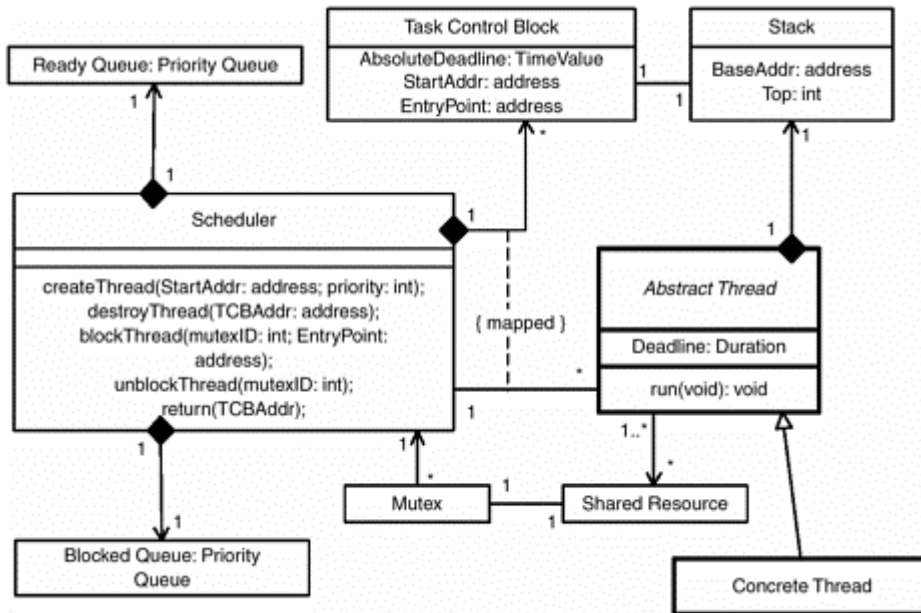 Ready Queue: Priority Queue
1
1
Task Control Block
AbsoluteDeadline: TimeValue
StartAddr: address
EntryPoint: address
1
1
*
Stack
BaseAddr: address
Top: int
1
1
Scheduler
createThread(StartAddr: address; priority: int);
destroyThread(TCBAddr: address);
blockThread(mutexID: int; EntryPoint:
address);
unblockThread(mutexID: int);
return(TCBAddr);
1
{ mapped }
1
*
Abstract Thread
Deadline: Duration
run(void): void
1..*
*
1
*
Mutex
1
1
Shared Resource
1
1
Blocked Queue: Priority
Queue
Concrete Thread